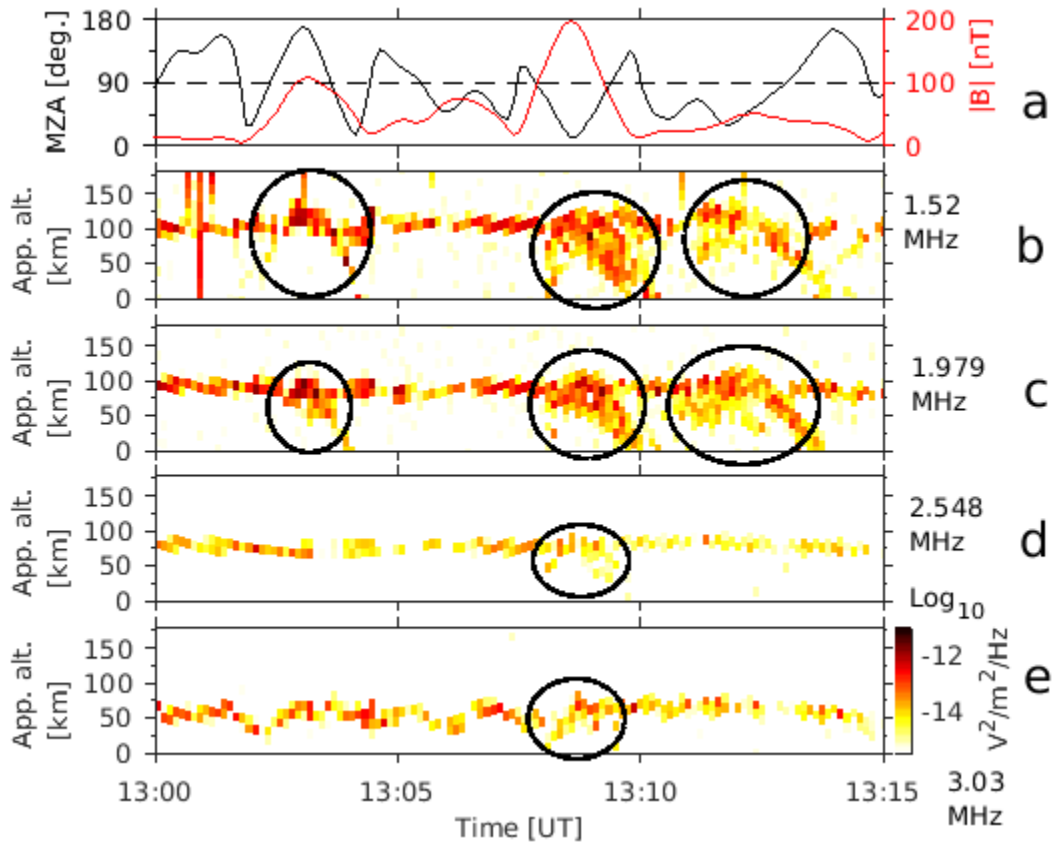 MZA [deg.]
180
90
0
200
100
0
|B| [nT]
a
App. alt.
[km]
150
100
50
0
1.52
MHz
b
App. alt.
[km]
150
100
50
0
1.979
MHz
c
App. alt.
[km]
150
100
50
0
2.548
MHz
d
Log10
App. alt.
[km]
150
100
50
0
-12
-14
V2/m2/Hz
e
13:00
13:05
13:10
13:15
3.03
MHz
Time [UT]